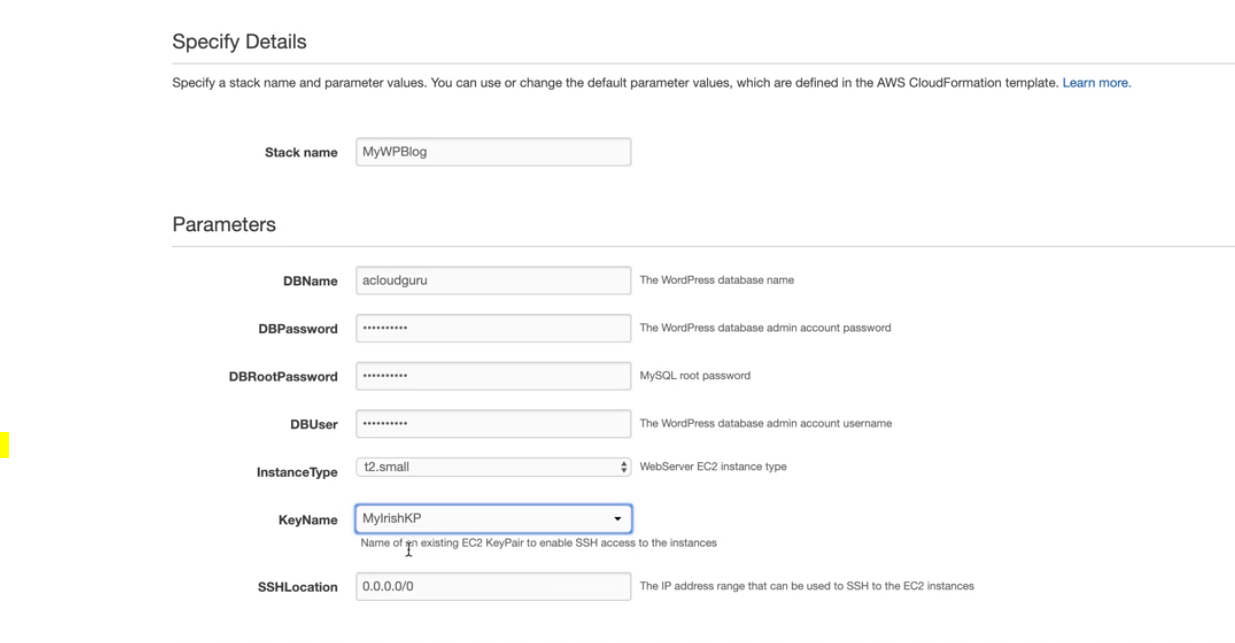 Specify Details
Specify a stack name and parameter values. You can use or change the default parameter values, which are defined in the AWS CloudFormation template. Learn more.
Stack name MyWPBlog
Parameters
DBName acloudguru The WordPress database name
DBPassword •••••••••• The WordPress database admin account password
DBRootPassword •••••••••• MySQL root password
DBUser •••••••••• The WordPress database admin account username
InstanceType t2.small WebServer EC2 instance type
KeyName MyIrishKP
Name of an existing EC2 KeyPair to enable SSH access to the instances
SSHLocation 0.0.0.0/0 The IP address range that can be used to SSH to the EC2 instances